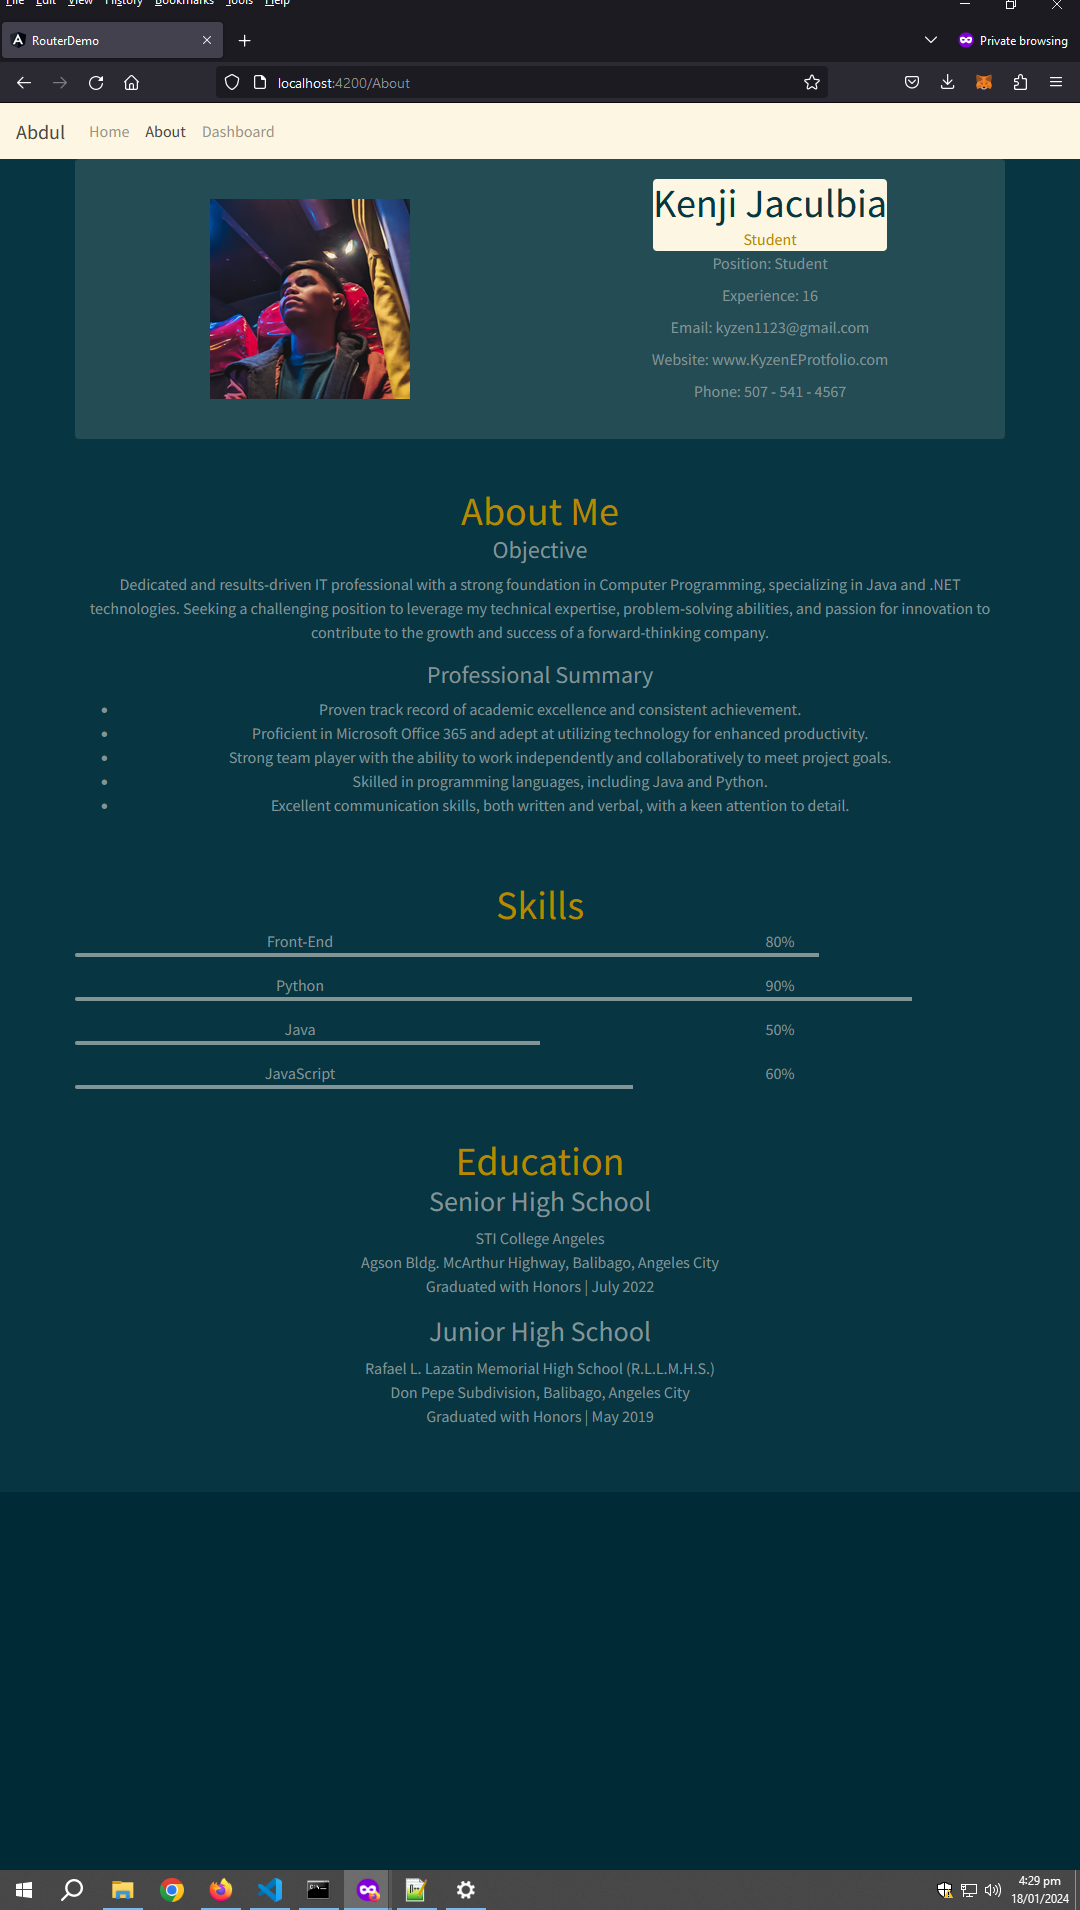 File Edit View History Bookmarks Tools Help
RouterDemo
Private browsing
localhost:4200/About
Abdul Home About Dashboard
Kenji Jaculbia
Student
Position: Student
Experience: 16
Email: kyzen1123@gmail.com
Website: www.KyzenEProtfolio.com
Phone: 507 - 541 - 4567
About Me
Objective
Dedicated and results-driven IT professional with a strong foundation in Computer Programming, specializing in Java and .NET
technologies. Seeking a challenging position to leverage my technical expertise, problem-solving abilities, and passion for innovation to
contribute to the growth and success of a forward-thinking company.
Professional Summary
Proven track record of academic excellence and consistent achievement.
Proficient in Microsoft Office 365 and adept at utilizing technology for enhanced productivity.
Strong team player with the ability to work independently and collaboratively to meet project goals.
Skilled in programming languages, including Java and Python.
Excellent communication skills, both written and verbal, with a keen attention to detail.
Skills
Front-End 80%
Python 90%
Java 50%
JavaScript 60%
Education
Senior High School
STI College Angeles
Agson Bldg. McArthur Highway, Balibago, Angeles City
Graduated with Honors | July 2022
Junior High School
Rafael L. Lazatin Memorial High School (R.L.L.M.H.S.)
Don Pepe Subdivision, Balibago, Angeles City
Graduated with Honors | May 2019
4:29 pm
18/01/2024